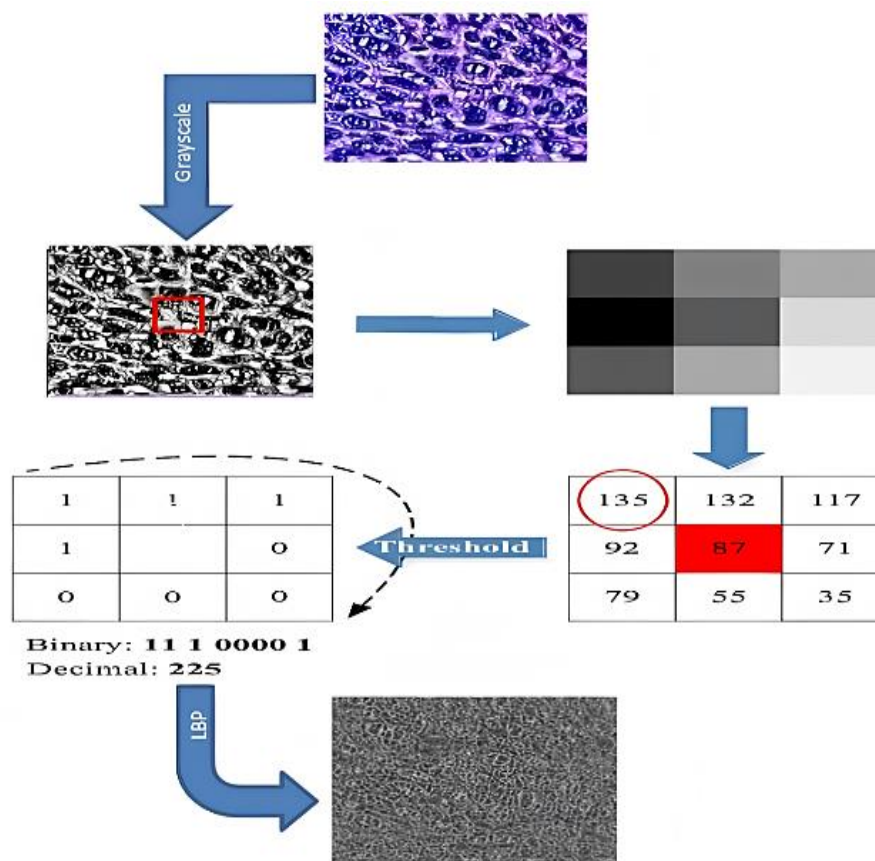 Grayscale
135 132 117
92 87 71
79 55 35
Threshold
1 ! 1
1 0
0 0 0
Binary: 11 1 0000 1
Decimal: 225
LBP